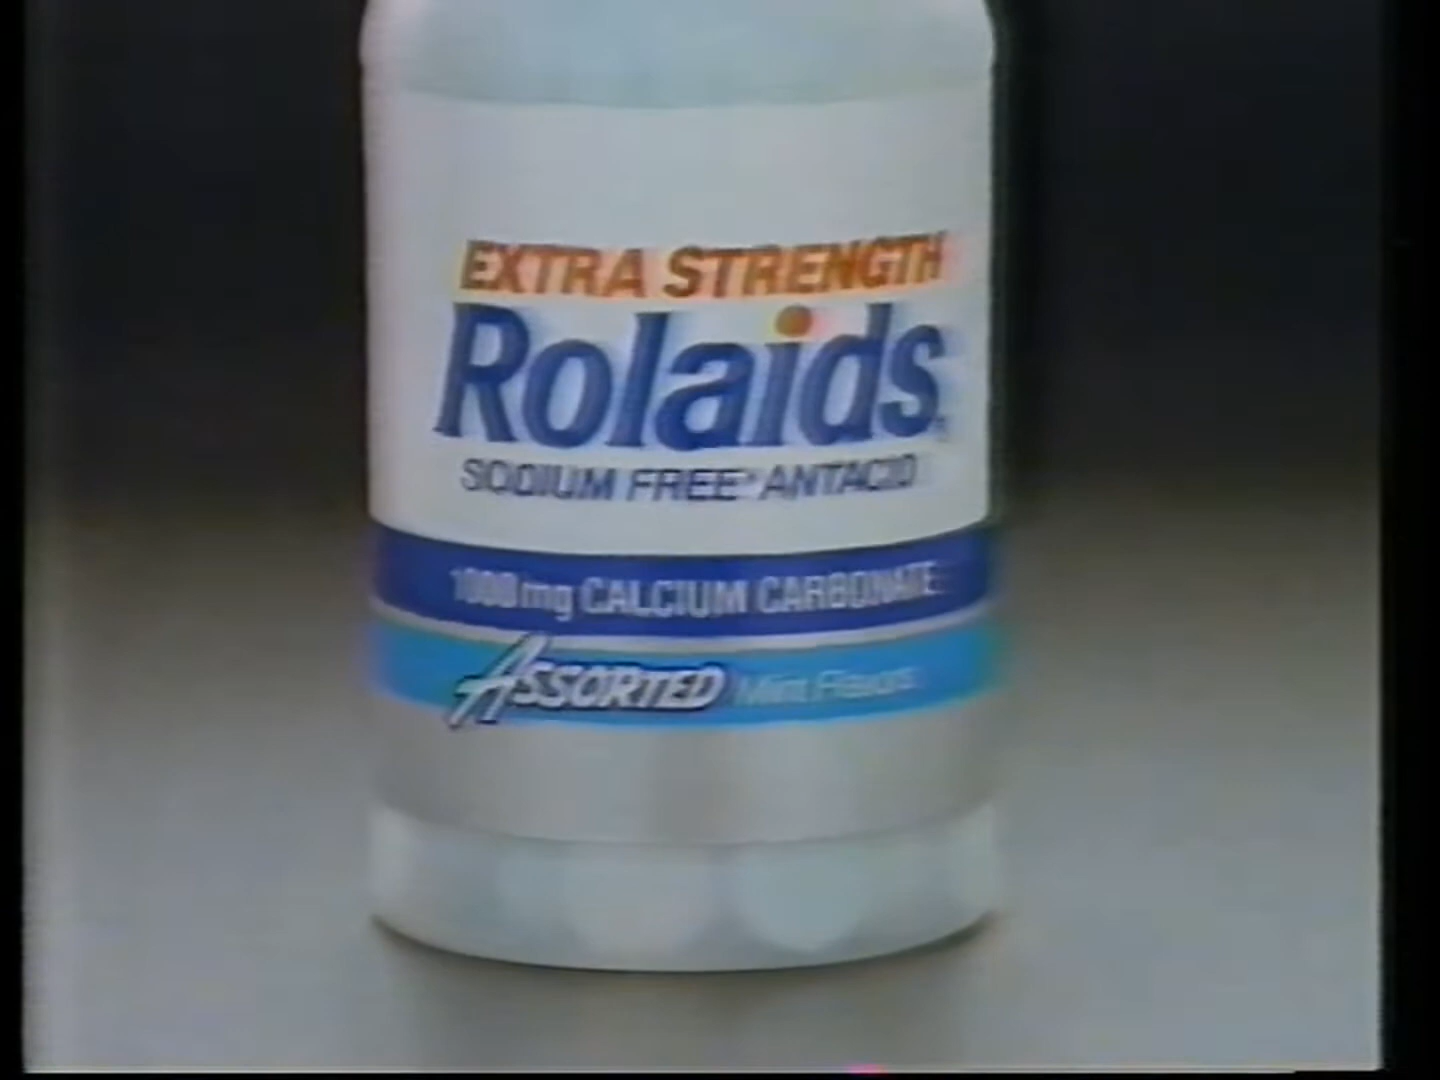 EXTRA STRENGTH
Rolaids
SODIUM FREE* ANTACID
1000mg CALCIUM CARBONATE
ASSORTED Mint Flavors